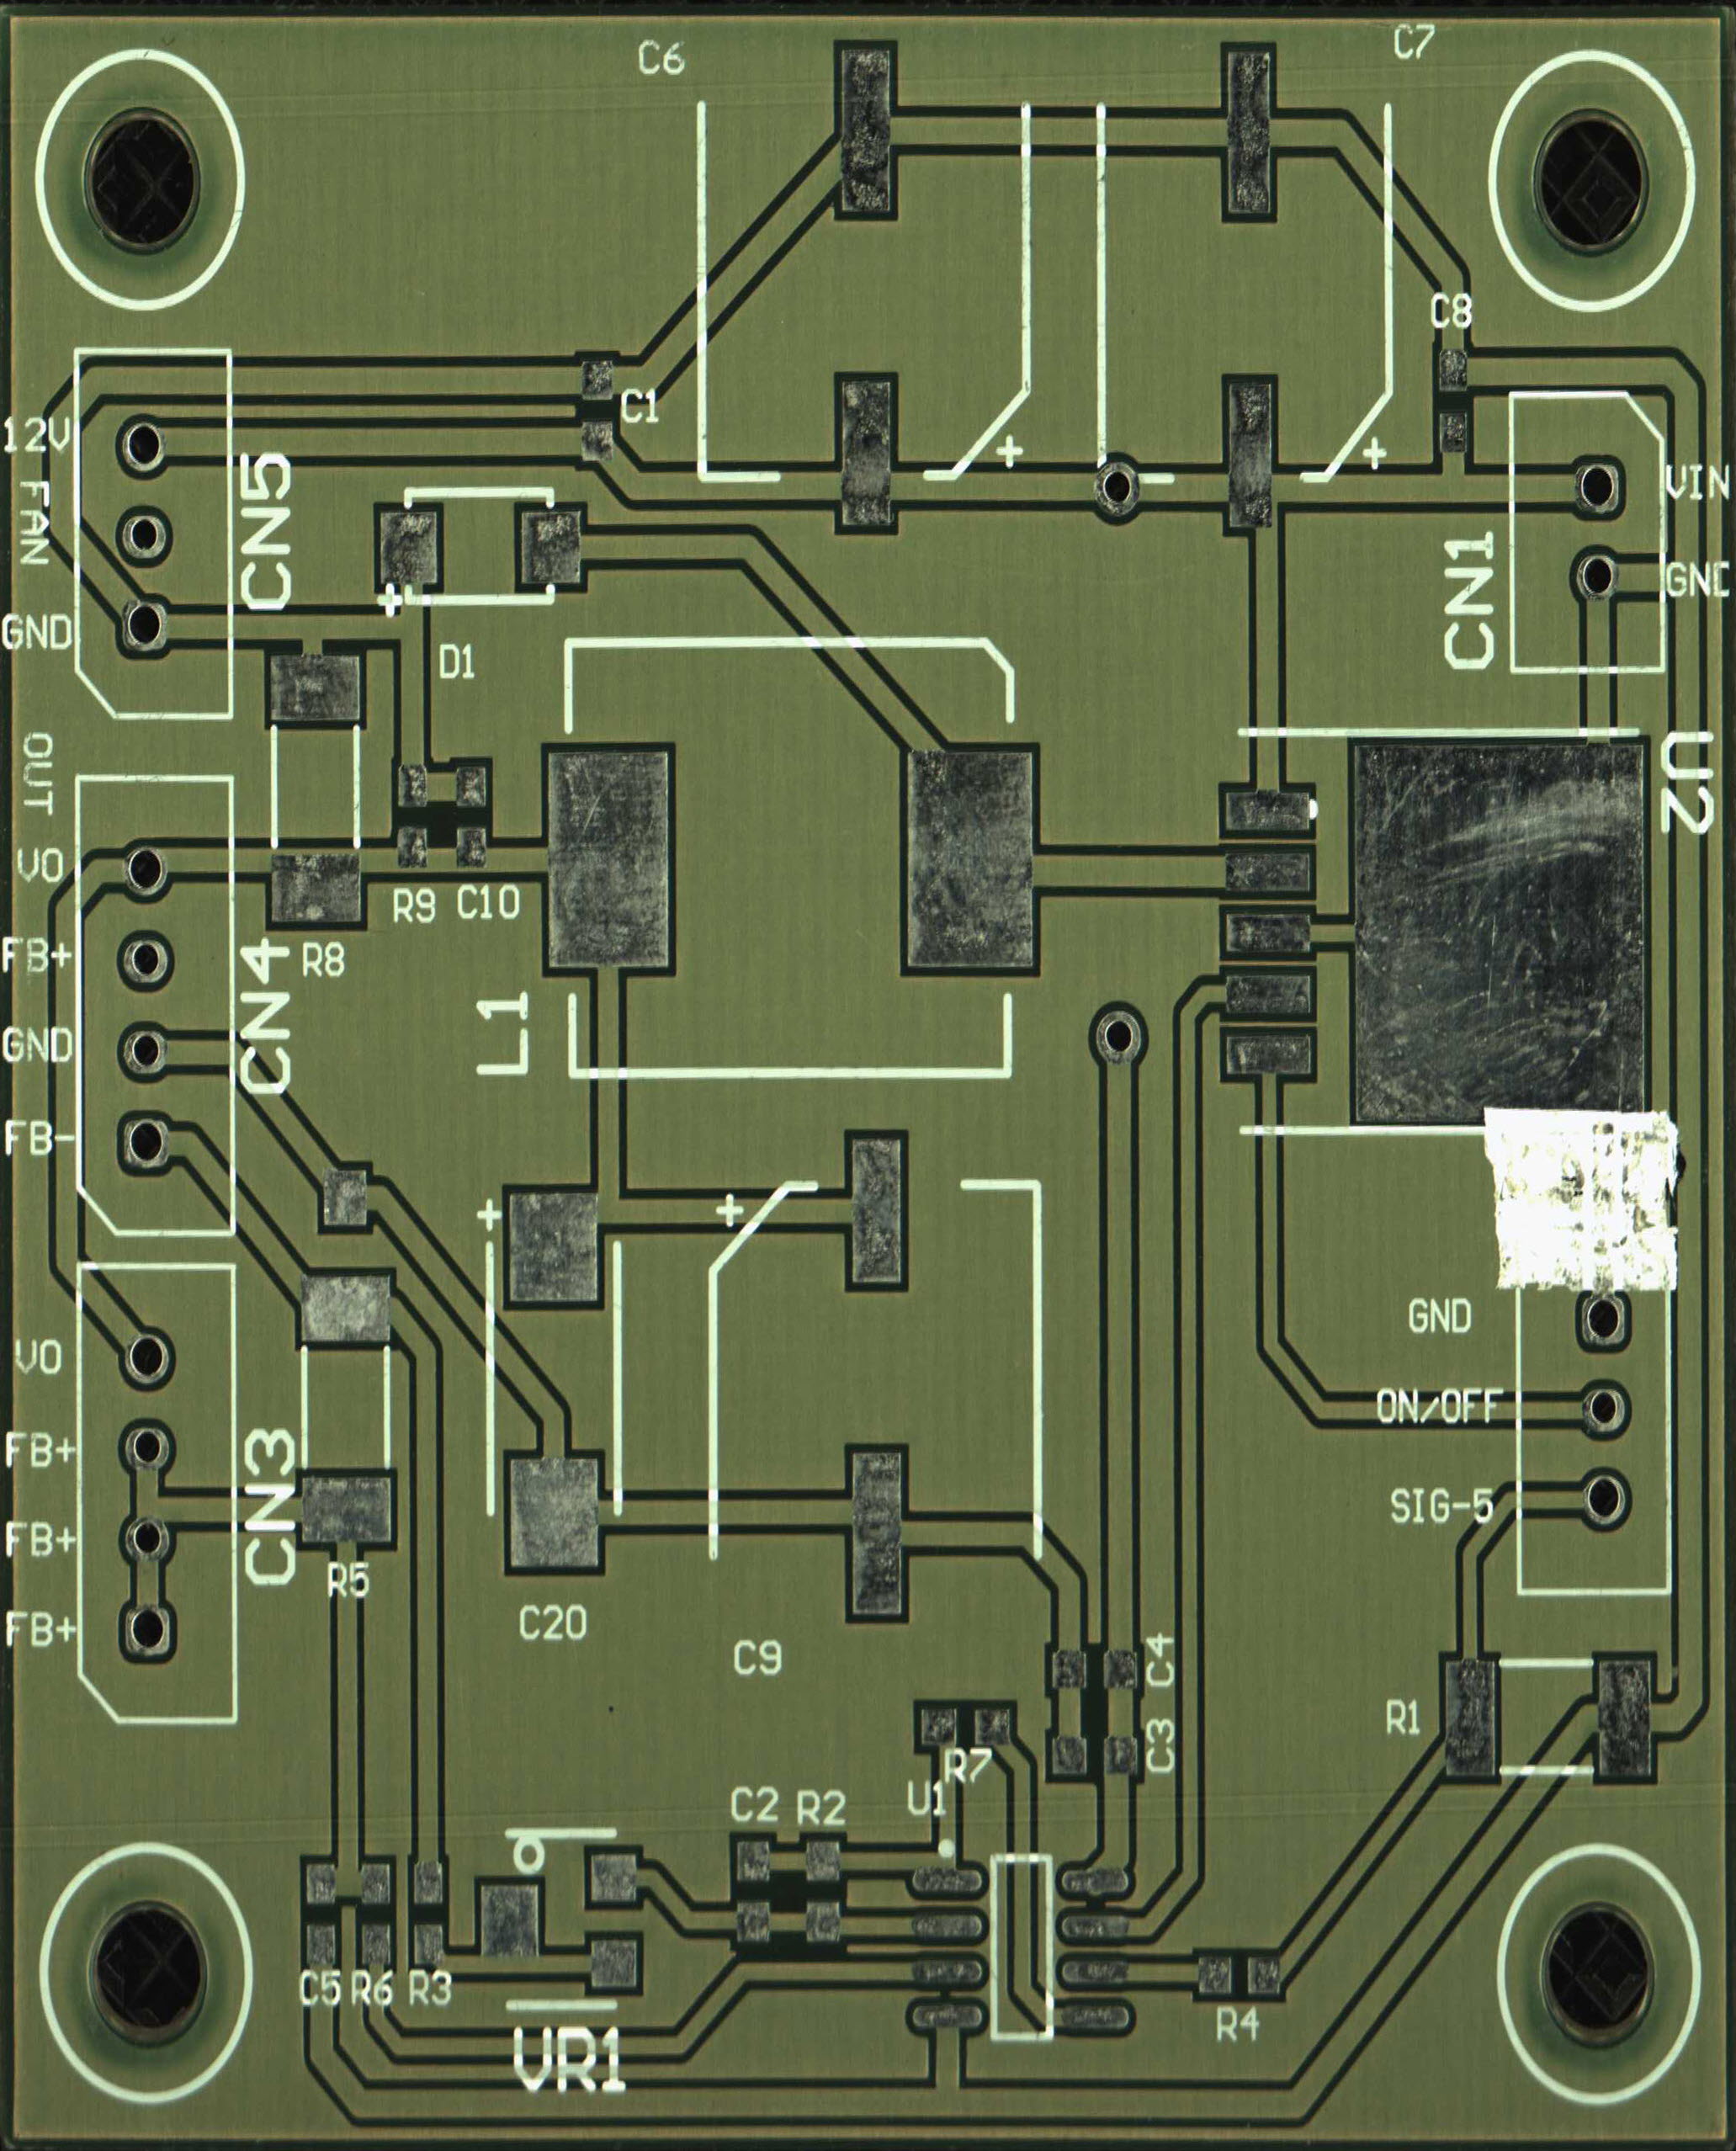 C6
C7
C8
C1
12V
FAN
GND
CN5
VIN
GND
CN1
D1
OUT
U2
VO
FB+
GND
FB-
CN4
R9
C10
R8
L1
+
+
+
+
+
GND
ON/OFF
SIG-5
VO
FB+
FB+
FB+
CN3
R5
C20
C9
C4
C3
R1
R7
U1
C2
R2
C5
R6
R3
R4
VR1